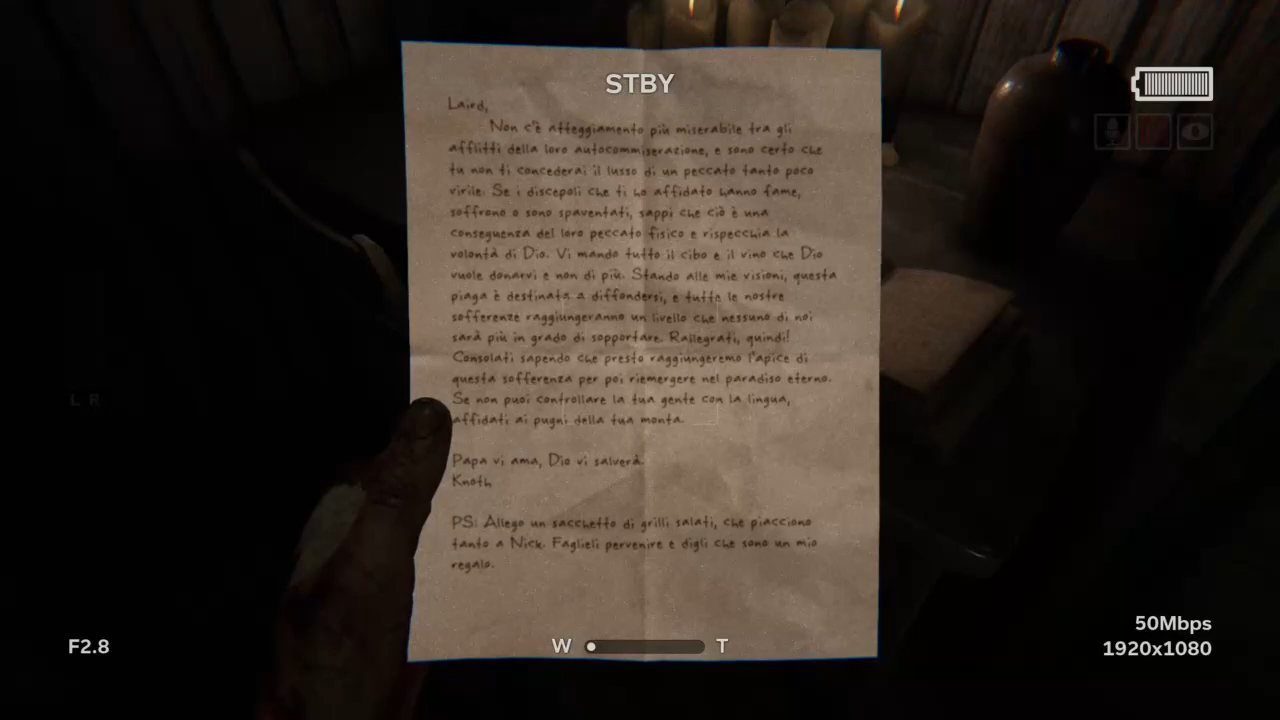 STBY
Laird,
Non c'è atteggiamento più miserabile tra gli
afflitti della loro autocommiserazione, e sono certo che
tu non ti concederai il lusso di un peccato tanto poco
virile. Se i discepoli che ti ho affidato hanno fame,
soffrono o sono spaventati, sappi che ciò è una
conseguenza del loro peccato fisico e rispecchia la
volontà di Dio. Vi mando tutto il cibo e il vino che Dio
vuole donarvi e non di più. Stando alle mie visioni, questa
piaga è destinata a diffondersi, e tutte le nostre
sofferenze raggiungeranno un livello che nessuno di noi
sarà più in grado di sopportare. Rallegrati, quindi!
Consolati sapendo che presto raggiungeremo l'apice di
questa sofferenza per poi riemergere nel paradiso eterno.
Se non puoi controllare la tua gente con la lingua,
affidati ai pugni della tua monta.
Papa vi ama, Dio vi salverà.
Knoth
PS: Allego un sacchetto di grilli salati, che piacciono
tanto a Nick. Faglieli pervenire e digli che sono un mio
regalo.
L R
F2.8
W T
50Mbps
1920x1080